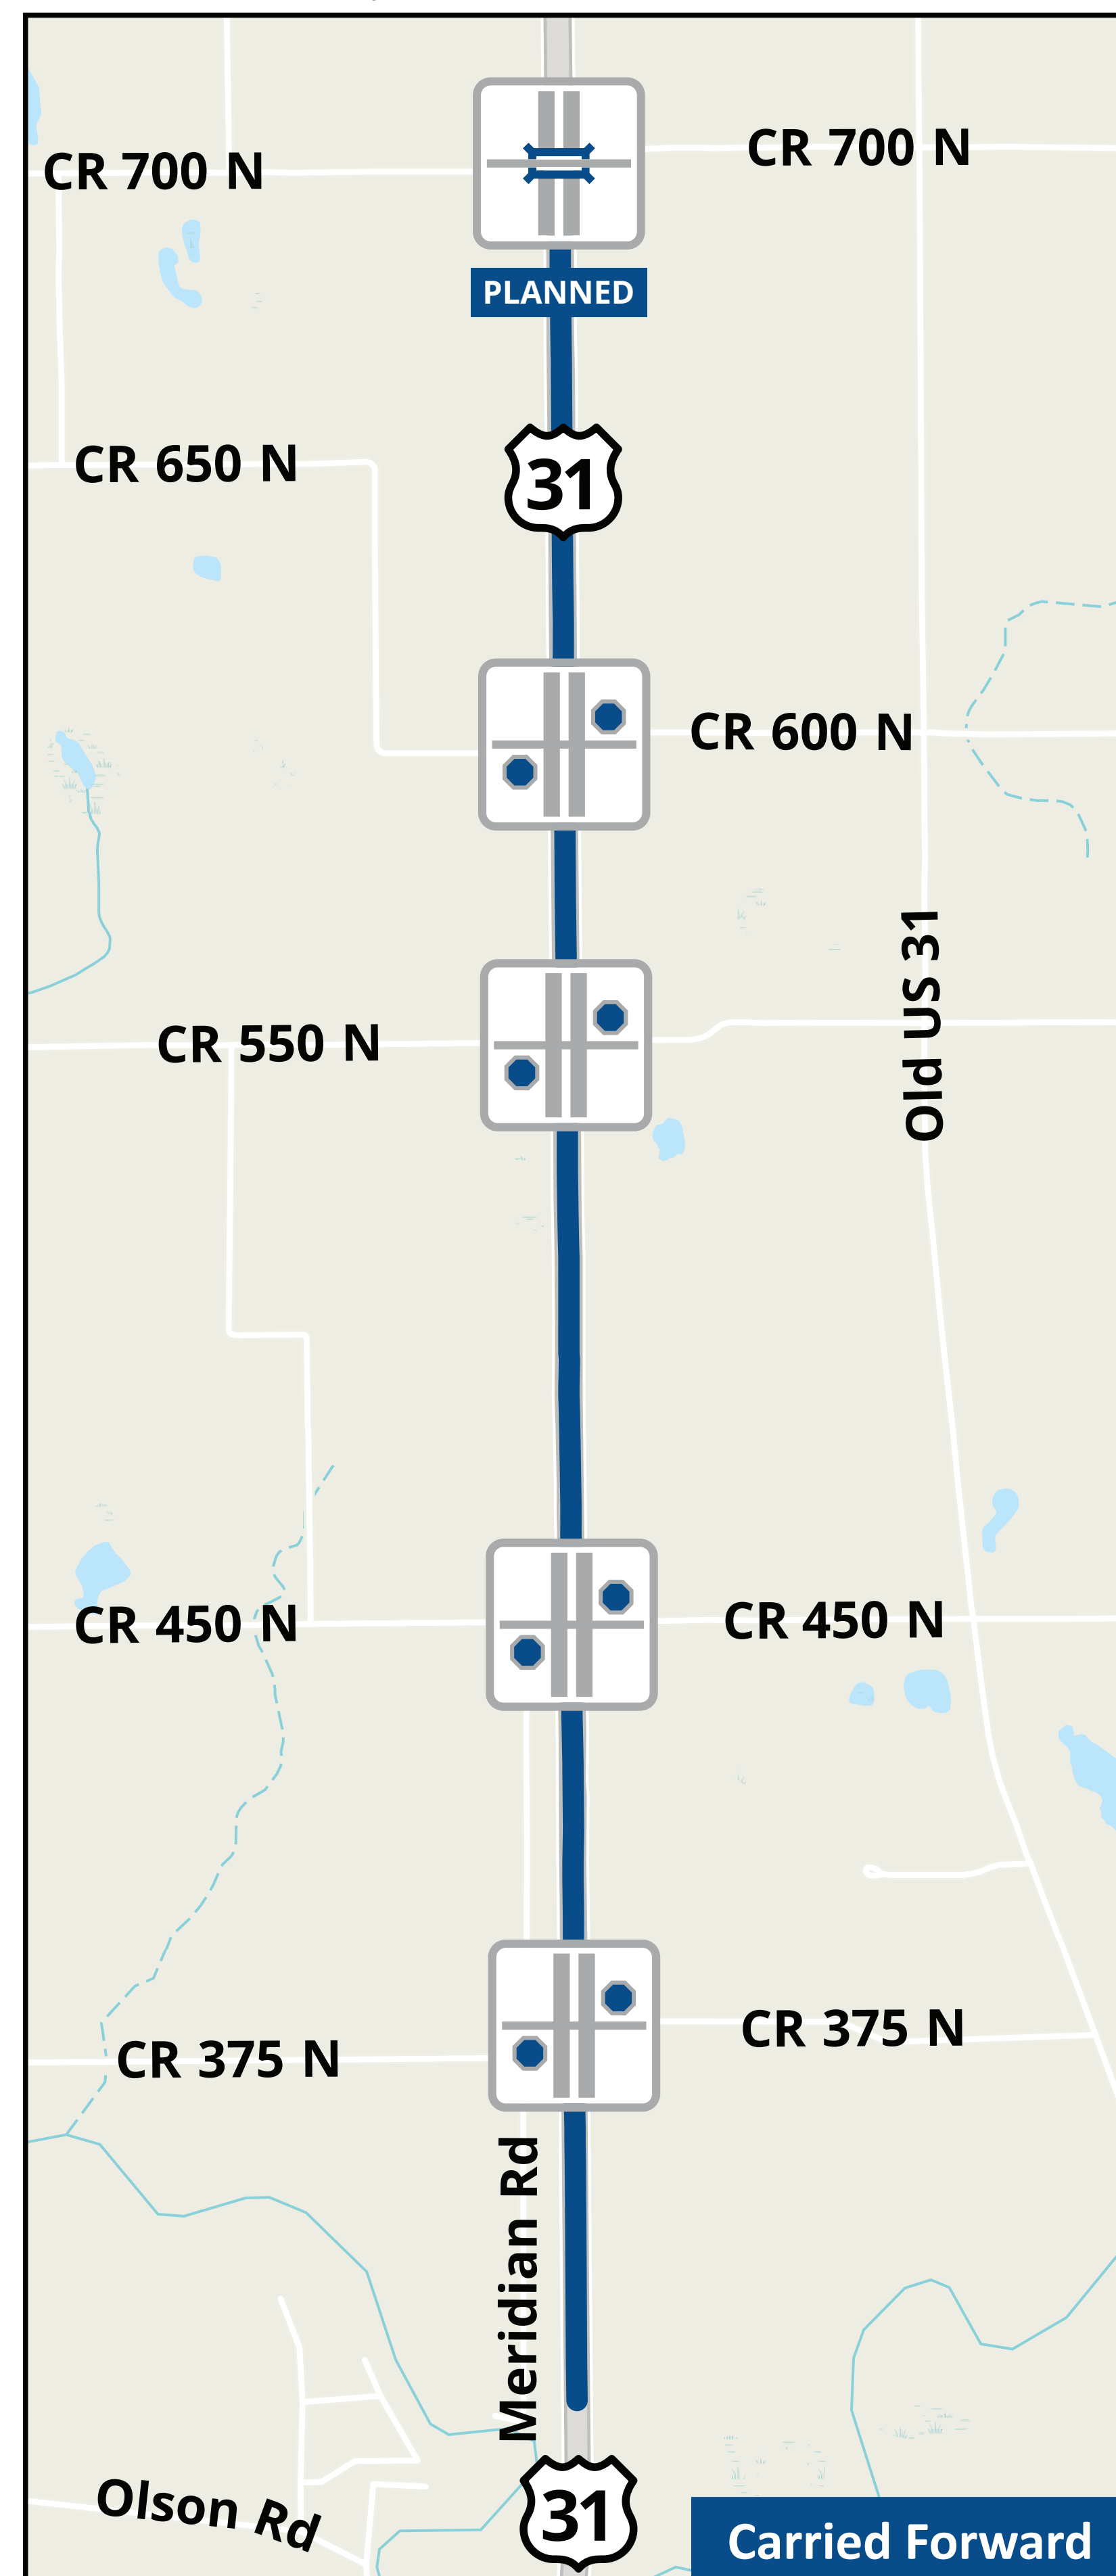 CR 700 N
CR 700 N
PLANNED
CR 650 N
31
CR 600 N
Old US 31
CR 550 N
CR 450 N
CR 450 N
CR 375 N
CR 375 N
Meridian Rd
Olson Rd
31
Carried Forward